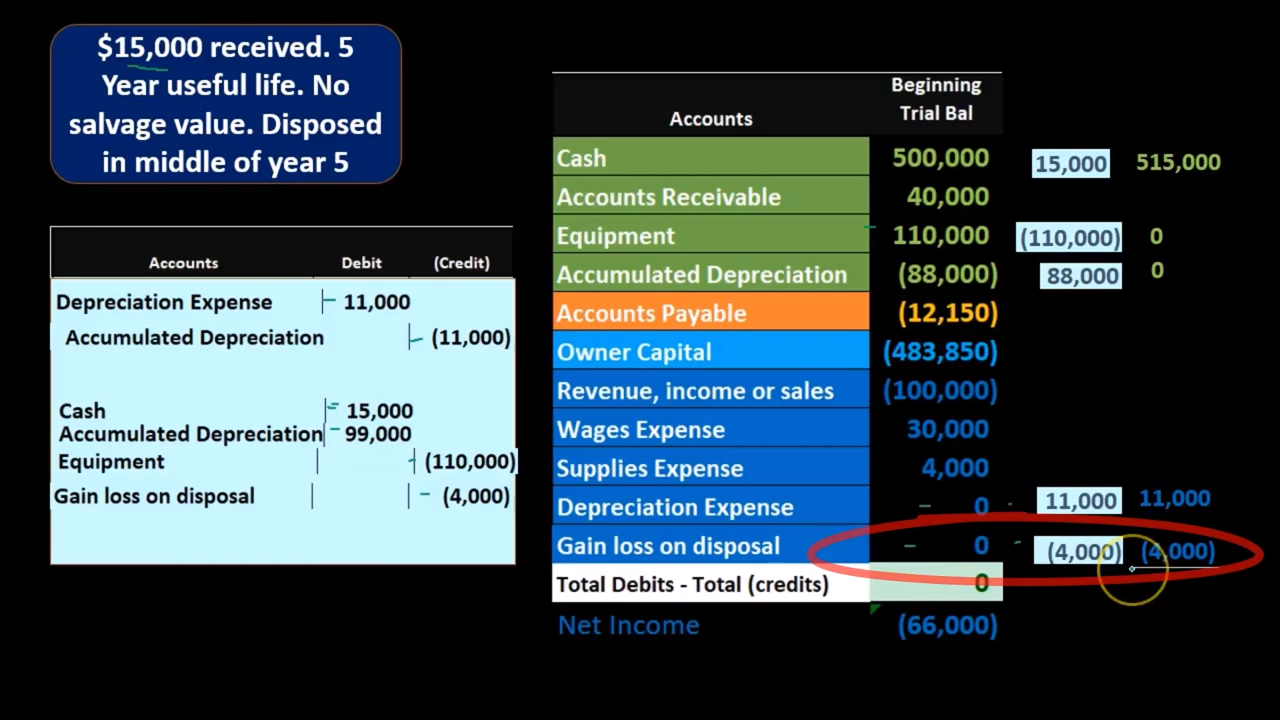 $15,000 received. 5
Year useful life. No
salvage value. Disposed
in middle of year 5
Accounts Debit (Credit)
Depreciation Expense 11,000
Accumulated Depreciation (11,000)
Cash 15,000
Accumulated Depreciation 99,000
Equipment (110,000)
Gain loss on disposal (4,000)
Beginning
Accounts Trial Bal
Cash 500,000 15,000 515,000
Accounts Receivable 40,000
Equipment 110,000 (110,000) 0
Accumulated Depreciation (88,000) 88,000 0
Accounts Payable (12,150)
Owner Capital (483,850)
Revenue, income or sales (100,000)
Wages Expense 30,000
Supplies Expense 4,000
Depreciation Expense 0 11,000 11,000
Gain loss on disposal 0 (4,000) (4,000)
Total Debits - Total (credits) 0
Net Income (66,000)